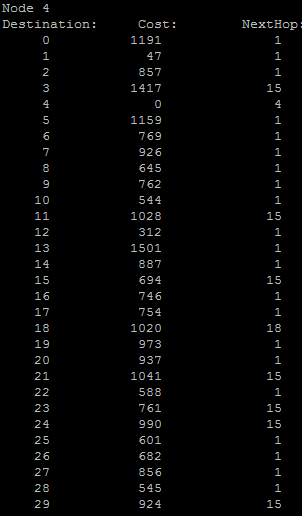 Node 4
Destination: Cost: NextHop:
0 1191 1
1 47 1
2 857 1
3 1417 15
4 0 4
5 1159 1
6 769 1
7 926 1
8 645 1
9 762 1
10 544 1
11 1028 15
12 312 1
13 1501 1
14 887 1
15 694 15
16 746 1
17 754 1
18 1020 18
19 973 1
20 937 1
21 1041 15
22 588 1
23 761 15
24 990 15
25 601 1
26 682 1
27 856 1
28 545 1
29 924 15